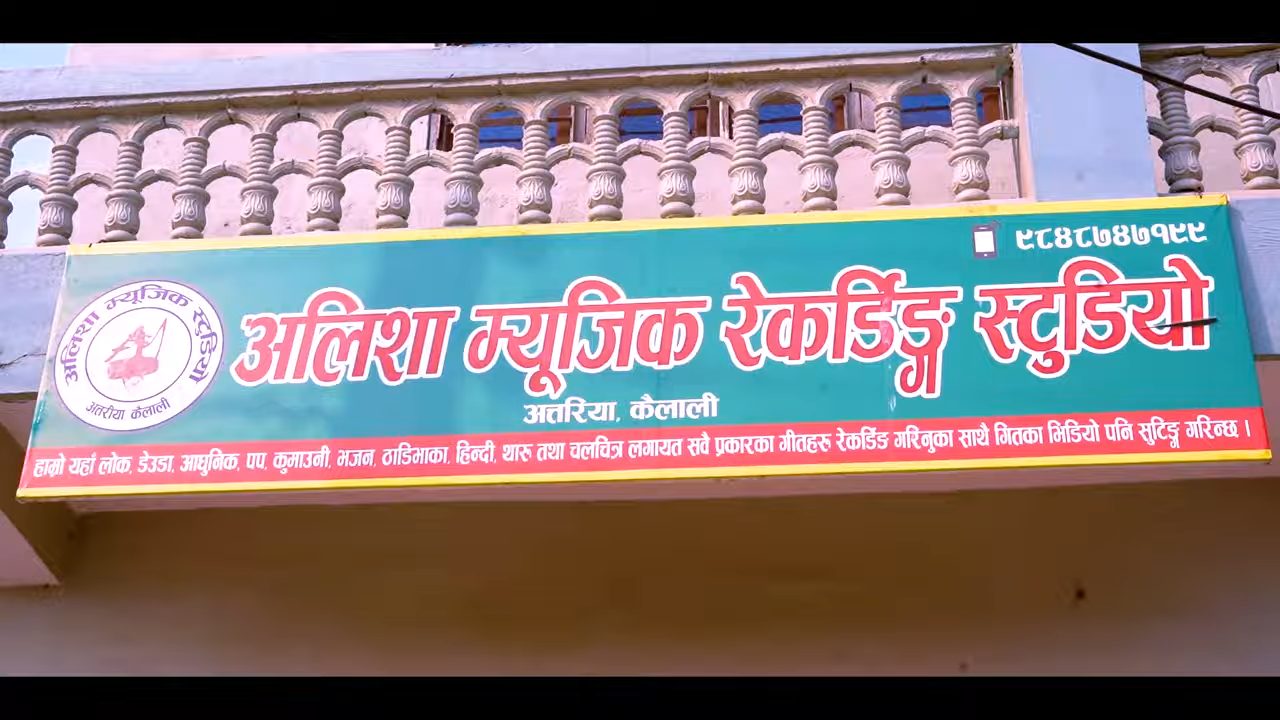 ९८४८७४७१९९
अलिशा म्यूजिक स्टुडियो
अत्तरीया कैलाली
अलिशा म्यूजिक रेकर्डिङ्ग स्टुडियो
अत्तरिया, कैलाली
हाम्रो यहाँ लोक, डेउडा, आधुनिक, पप, कुमाउनी, भजन, ठाडिभाका, हिन्दी, थारू तथा चलचित्र लगायत सवै प्रकारका गीतहरू रेकर्डिङ गरिनुका साथै गितका भिडियो पनि सुटिङ्ग गरिन्छ ।